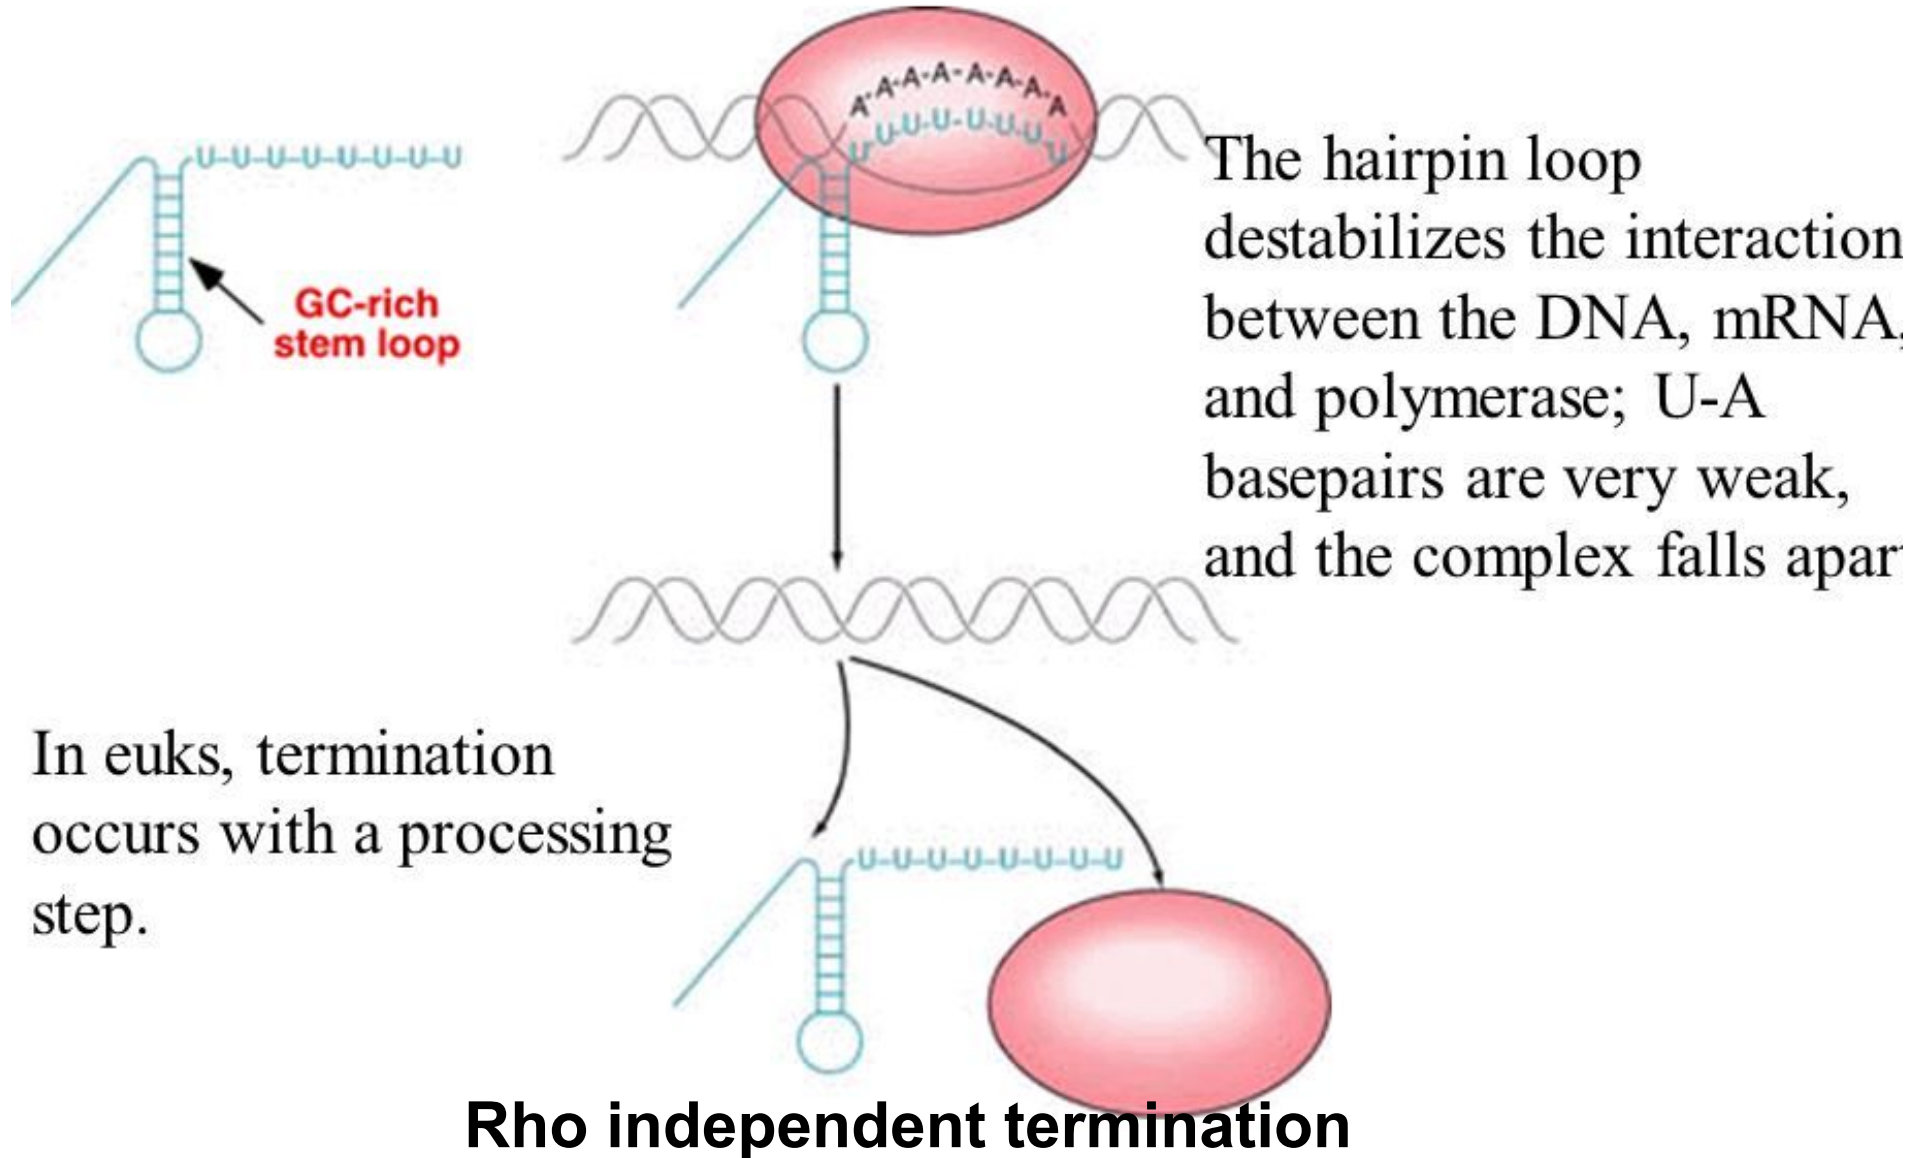 A-A-A-A-A-A-A-A
U-U-U-U-U-U-U-U
U-U-U-U-U-U-U-U
GC-rich
stem loop
The hairpin loop
destabilizes the interaction
between the DNA, mRNA,
and polymerase; U-A
basepairs are very weak,
and the complex falls apar
In euks, termination
occurs with a processing
step.
U-U-U-U-U-U-U-U
Rho independent termination